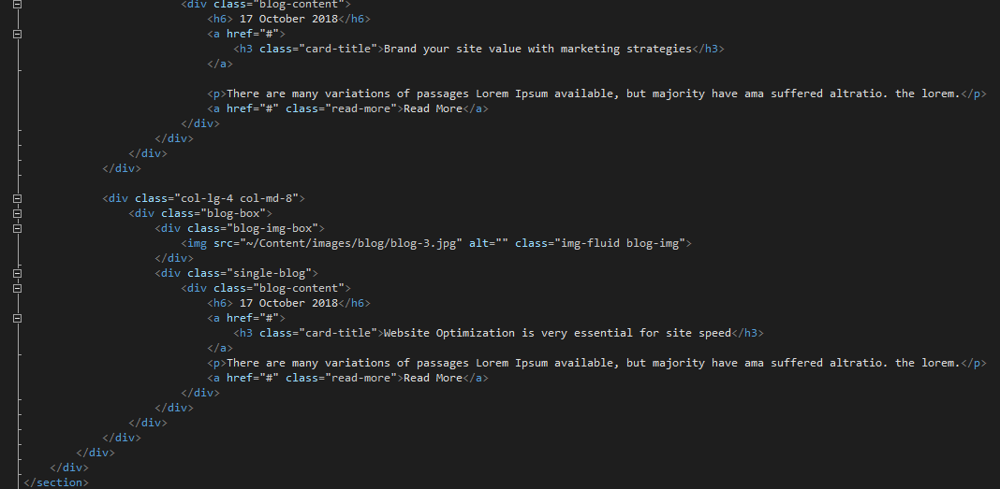 <div class="blog-content">
<h6> 17 October 2018</h6>
<a href="#">
<h3 class="card-title">Brand your site value with marketing strategies</h3>
</a>
<p>There are many variations of passages Lorem Ipsum available, but majority have ama suffered altratio. the lorem.</p>
<a href="#" class="read-more">Read More</a>
</div>
</div>
</div>
</div>
<div class="col-lg-4 col-md-8">
<div class="blog-box">
<div class="blog-img-box">
<img src="~/Content/images/blog/blog-3.jpg" alt="" class="img-fluid blog-img">
</div>
<div class="single-blog">
<div class="blog-content">
<h6> 17 October 2018</h6>
<a href="#">
<h3 class="card-title">Website Optimization is very essential for site speed</h3>
</a>
<p>There are many variations of passages Lorem Ipsum available, but majority have ama suffered altratio. the lorem.</p>
<a href="#" class="read-more">Read More</a>
</div>
</div>
</div>
</div>
</div>
</div>
</section>